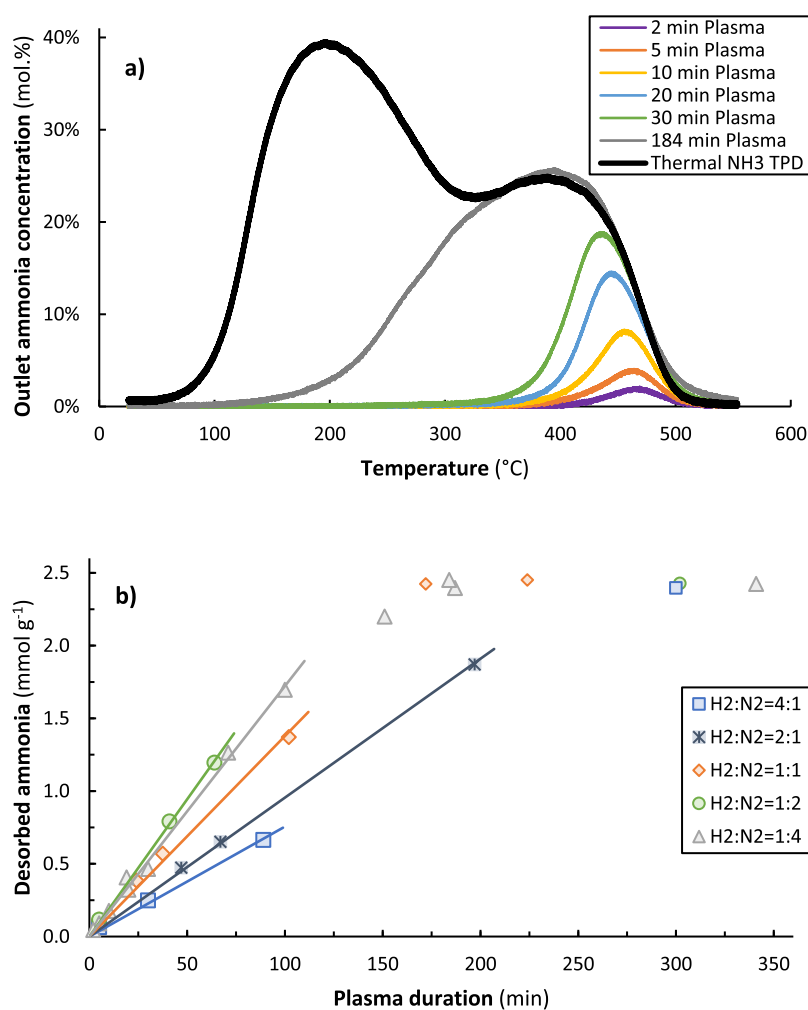 40%
30%
20%
10%
0%
Outlet ammonia concentration (mol.%)
a)
2 min Plasma
5 min Plasma
10 min Plasma
20 min Plasma
30 min Plasma
184 min Plasma
Thermal NH3 TPD
0 100 200 300 400 500 600
Temperature (°C)
2.5
2.0
1.5
1.0
0.5
0.0
Desorbed ammonia (mmol g⁻¹)
b)
H2:N2=4:1
H2:N2=2:1
H2:N2=1:1
H2:N2=1:2
H2:N2=1:4
0 50 100 150 200 250 300 350
Plasma duration (min)